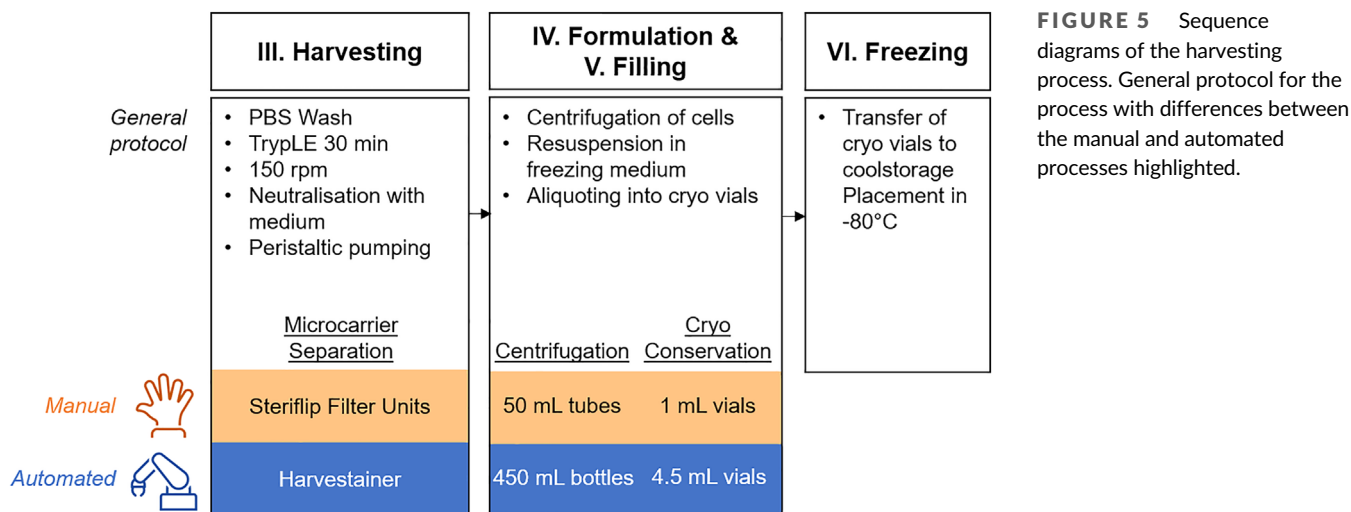 III. Harvesting
IV. Formulation &
V. Filling
VI. Freezing
General
protocol
• PBS Wash
• TrypLE 30 min
• 150 rpm
• Neutralisation with
medium
• Peristaltic pumping
Microcarrier
Separation
• Centrifugation of cells
• Resuspension in
freezing medium
• Aliquoting into cryo vials
Centrifugation
Cryo
Conservation
• Transfer of
cryo vials to
coolstorage
Placement in
-80°C
Manual
Steriflip Filter Units
50 mL tubes
1 mL vials
Automated
Harvestainer
450 mL bottles
4.5 mL vials
FIGURE 5 Sequence
diagrams of the harvesting
process. General protocol for the
process with differences between
the manual and automated
processes highlighted.